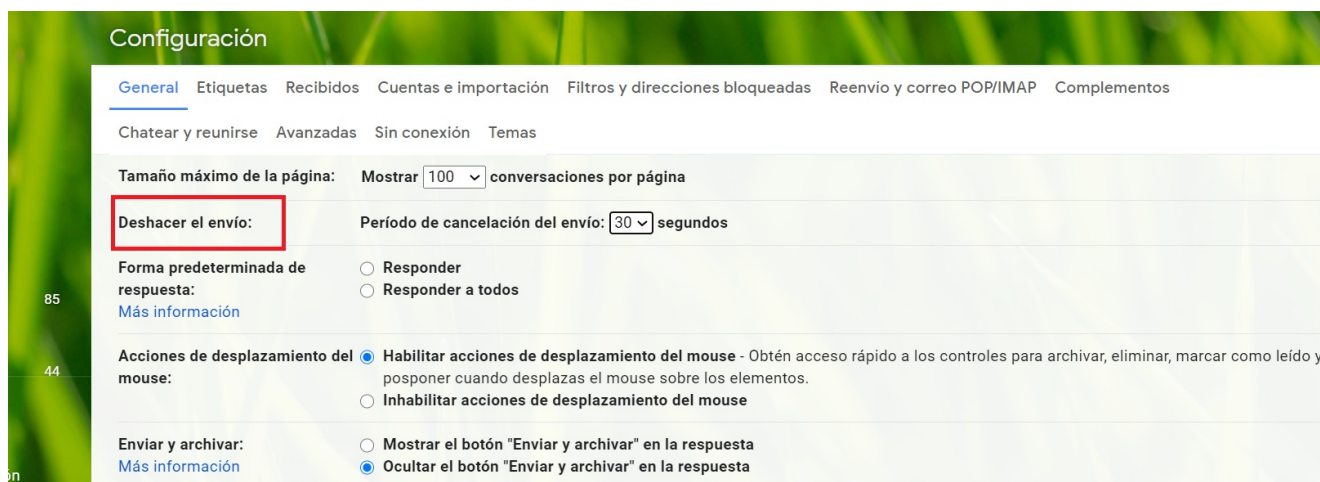 Configuración
General Etiquetas Recibidos Cuentas e importación Filtros y direcciones bloqueadas Reenvío y correo POP/IMAP Complementos
Chatear y reunirse Avanzadas Sin conexión Temas
Tamaño máximo de la página: Mostrar 100 conversaciones por página
Deshacer el envío: Período de cancelación del envío: 30 segundos
Forma predeterminada de respuesta:
Más información
Responder
Responder a todos
85
Acciones de desplazamiento del mouse:
Habilitar acciones de desplazamiento del mouse - Obtén acceso rápido a los controles para archivar, eliminar, marcar como leído y
posponer cuando desplazas el mouse sobre los elementos.
Inhabilitar acciones de desplazamiento del mouse
44
Enviar y archivar:
Más información
Mostrar el botón "Enviar y archivar" en la respuesta
Ocultar el botón "Enviar y archivar" en la respuesta
ón